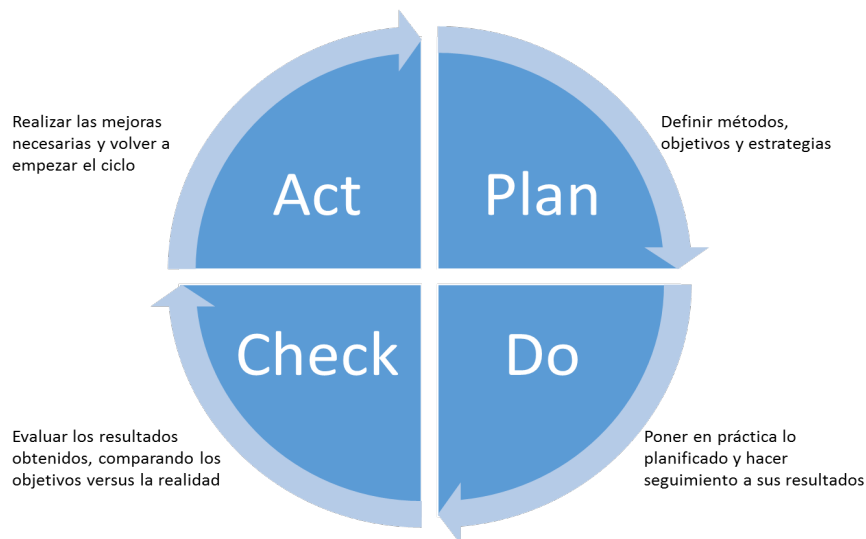 Realizar las mejoras
necesarias y volver a
empezar el ciclo
Act
Plan
Definir métodos,
objetivos y estrategias
Check
Do
Evaluar los resultados
obtenidos, comparando los
objetivos versus la realidad
Poner en práctica lo
planificado y hacer
seguimiento a sus resultados